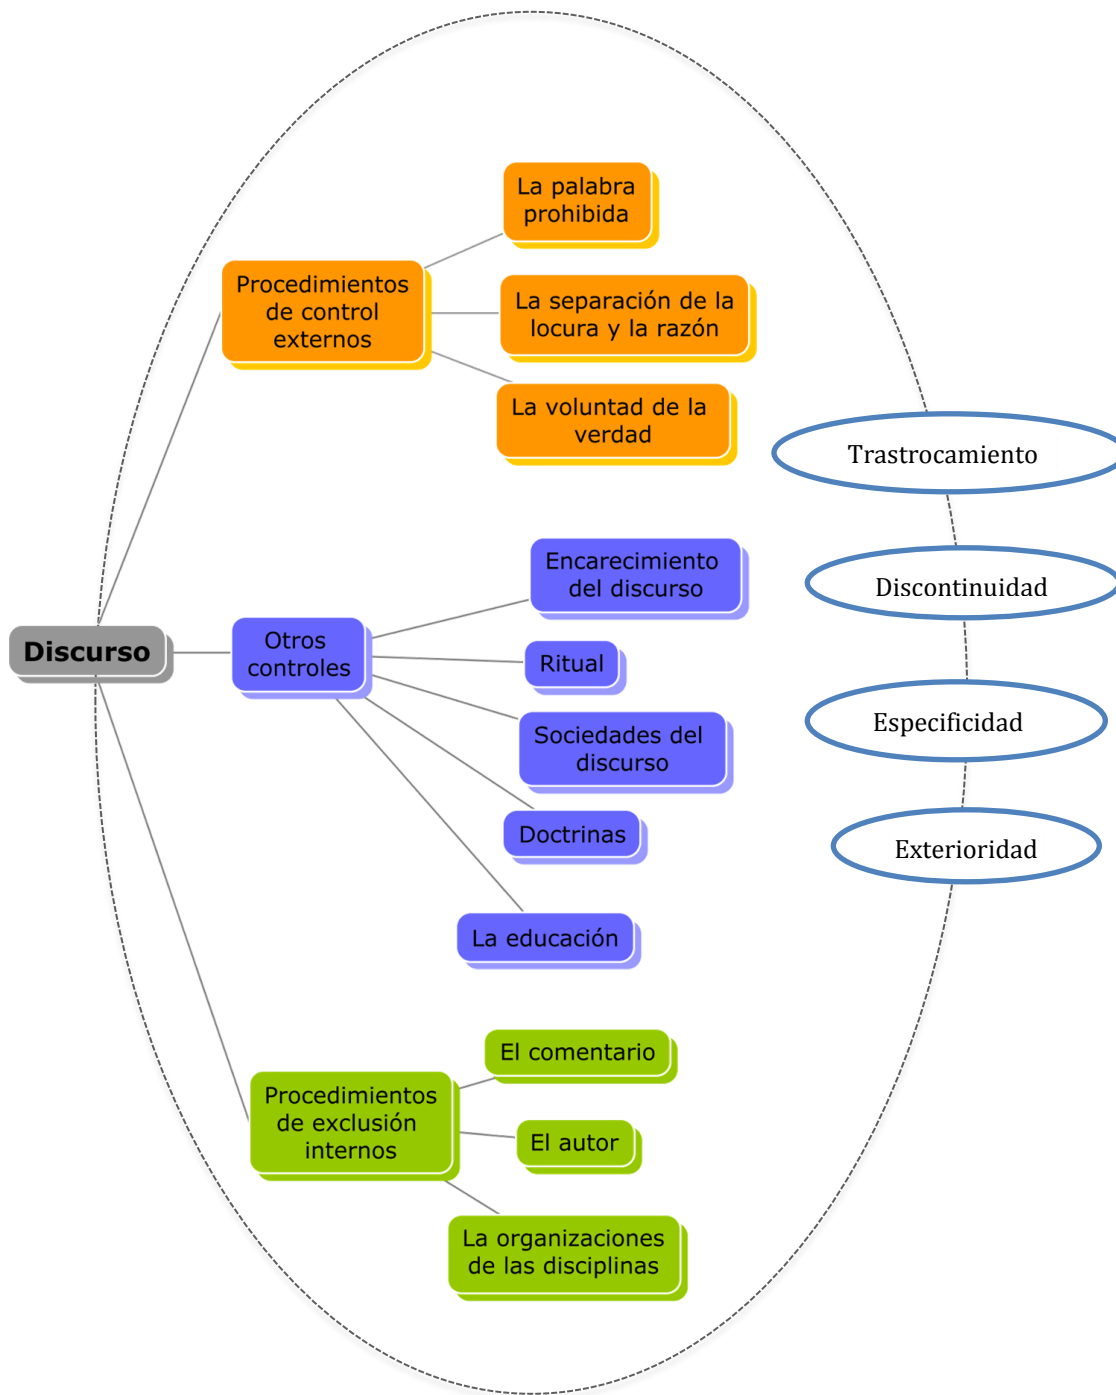 La palabra
prohibida
Procedimientos
de control
externos
La separación de la
locura y la razón
La voluntad de la
verdad
Trastrocamiento
Encarecimiento
del discurso
Discontinuidad
Discurso
Otros
controles
Ritual
Sociedades del
discurso
Especificidad
Doctrinas
Exterioridad
La educación
El comentario
Procedimientos
de exclusión
internos
El autor
La organizaciones
de las disciplinas